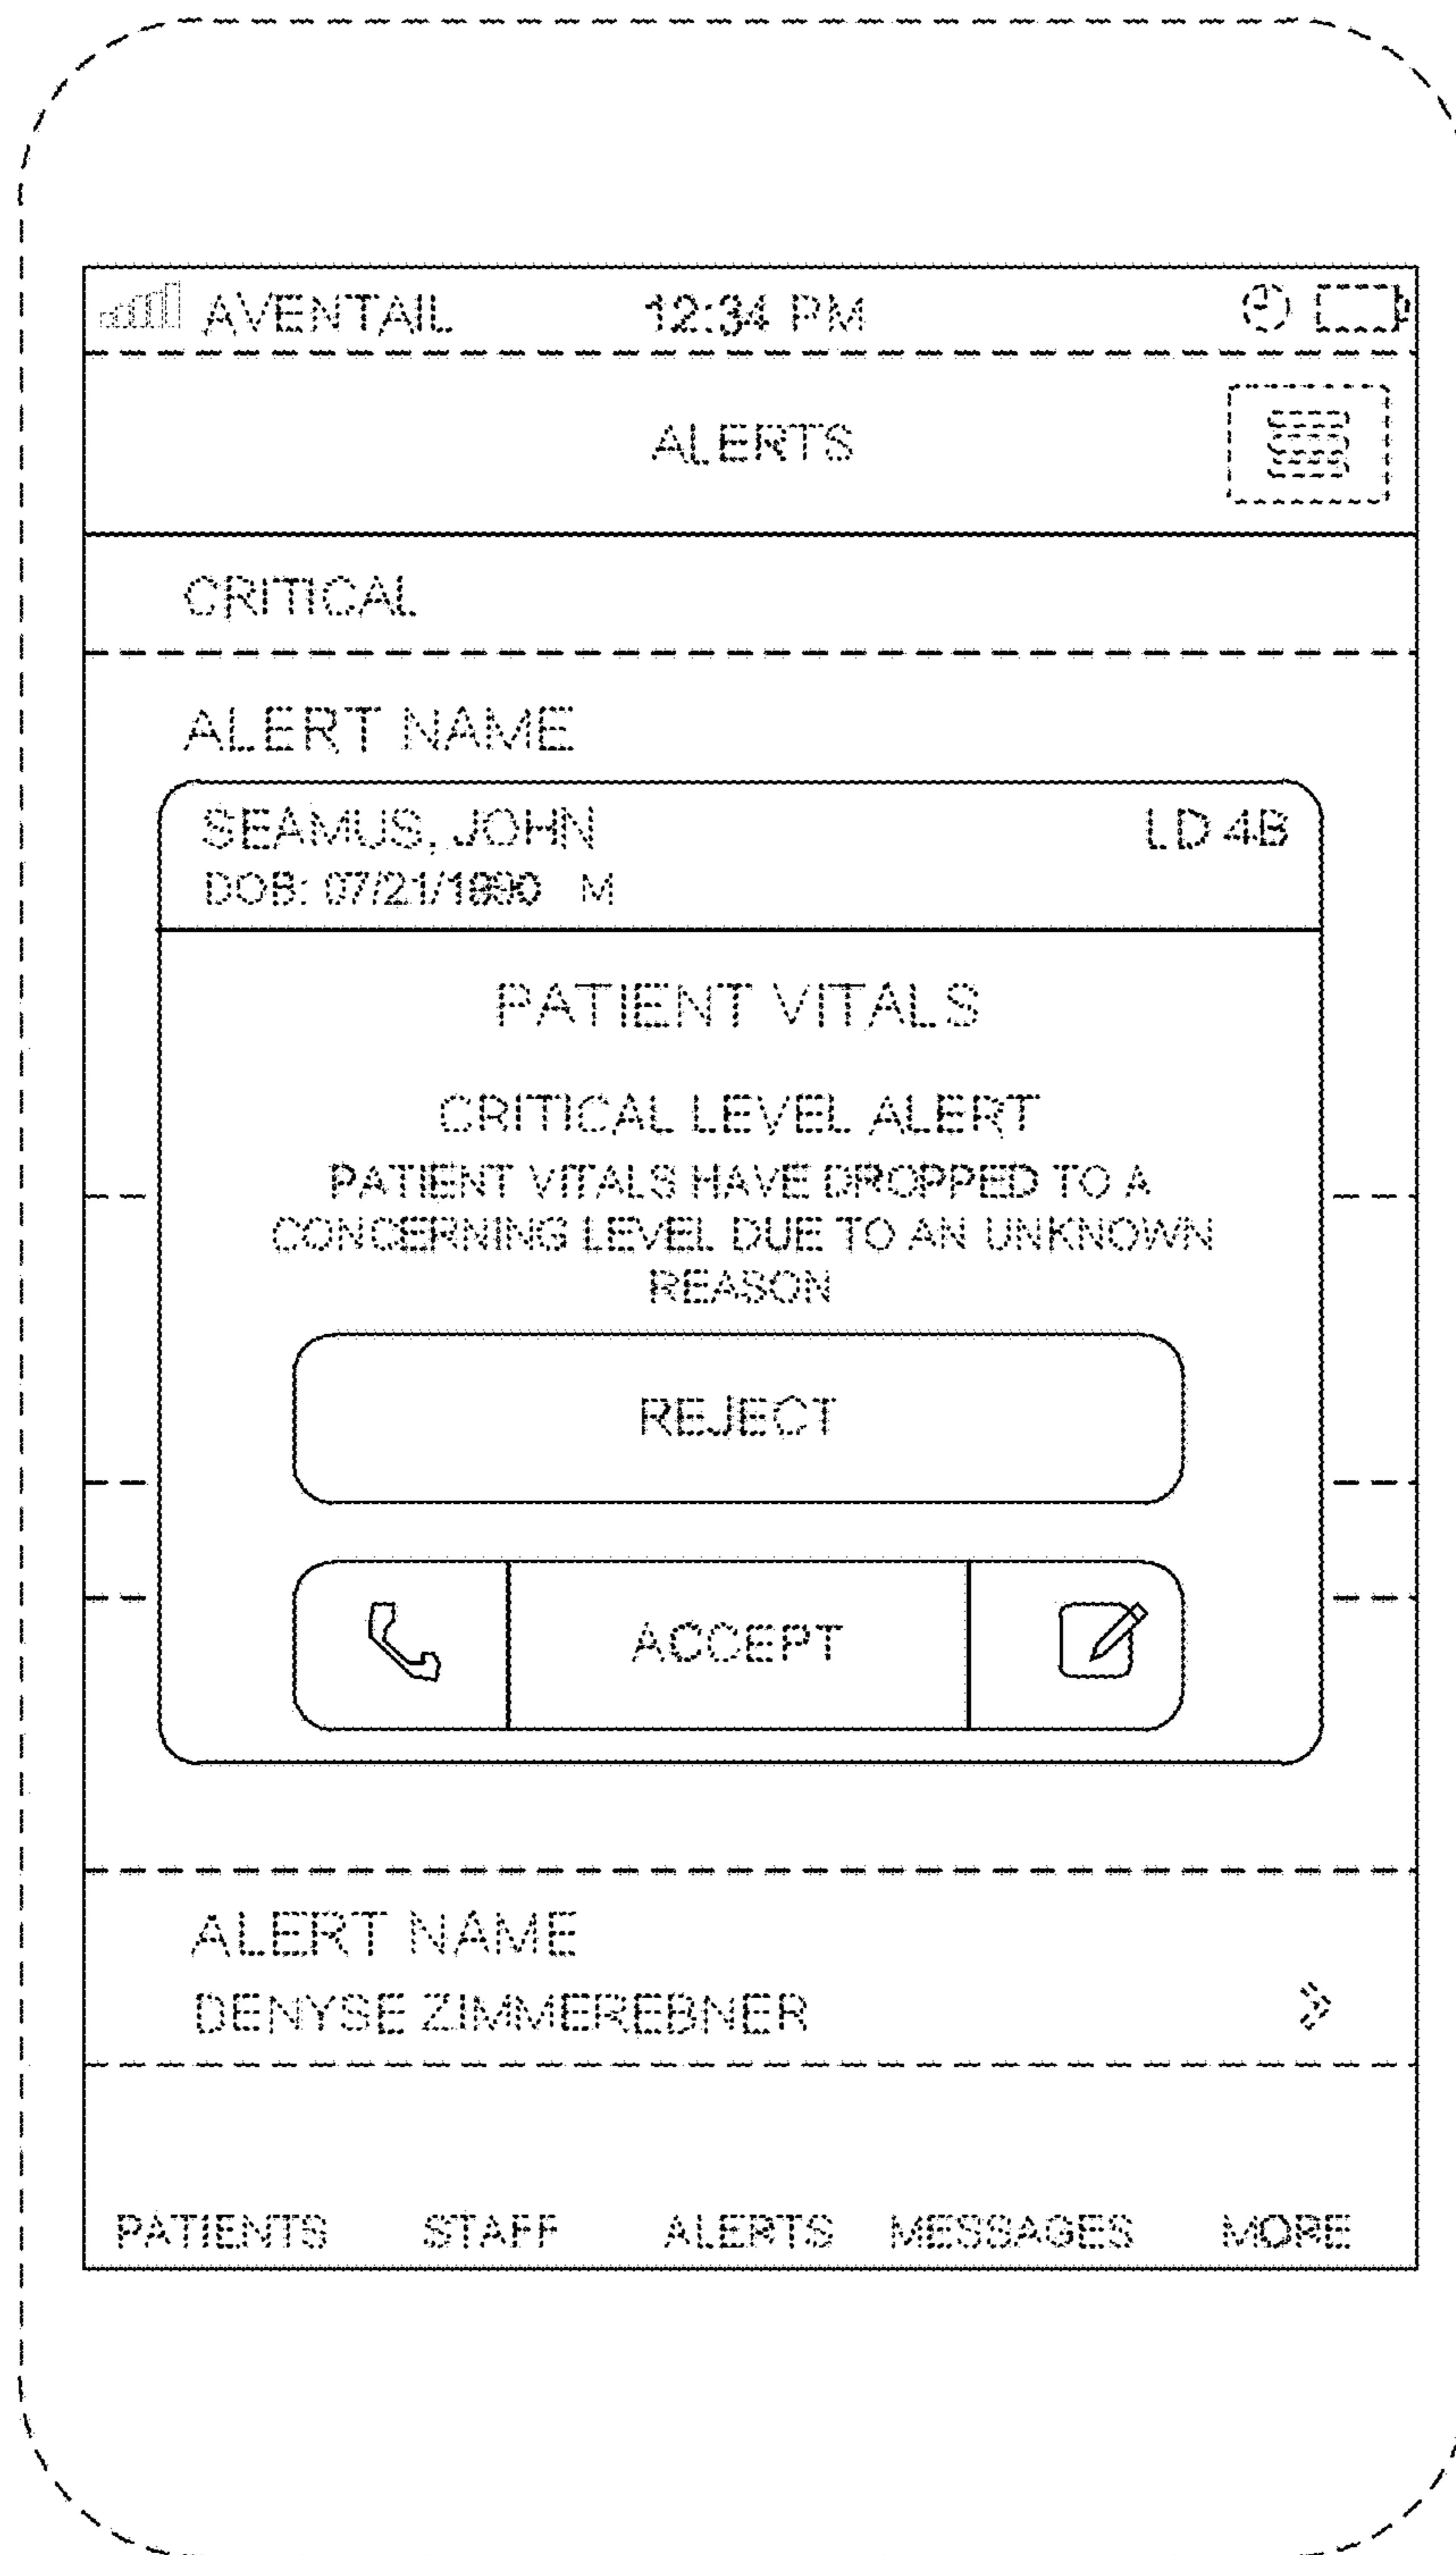 AVENTAIL 12:34 PM
ALERTS
CRITICAL
ALERT NAME
SEAMUS, JOHN LD 4B
DOB: M
PATIENT VITALS
CRITICAL LEVEL ALERT
PATIENT VITALS HAVE DROPPED TO A
CONCERNING LEVEL DUE TO AN UNKNOWN
REASON
REJECT
ACCEPT
ALERT NAME
DENYSE ZIMMEREBNER
PATIENTS STAFF ALERTS MESSAGES MORE